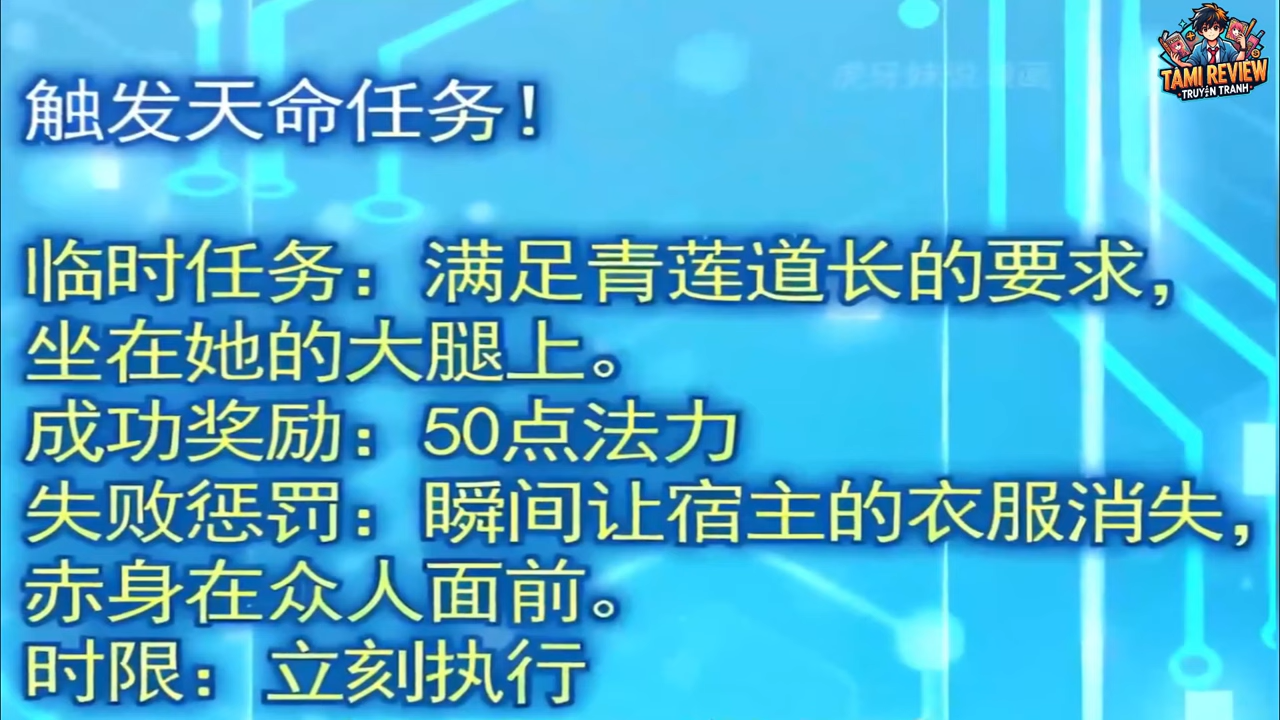 TAMI REVIEW
TRUYỆN TRANH
触发天命任务！
临时任务：满足青莲道长的要求，
坐在她的大腿上。
成功奖励：50点法力
失败惩罚：瞬间让宿主的衣服消失，
赤身在众人面前。
时限：立刻执行